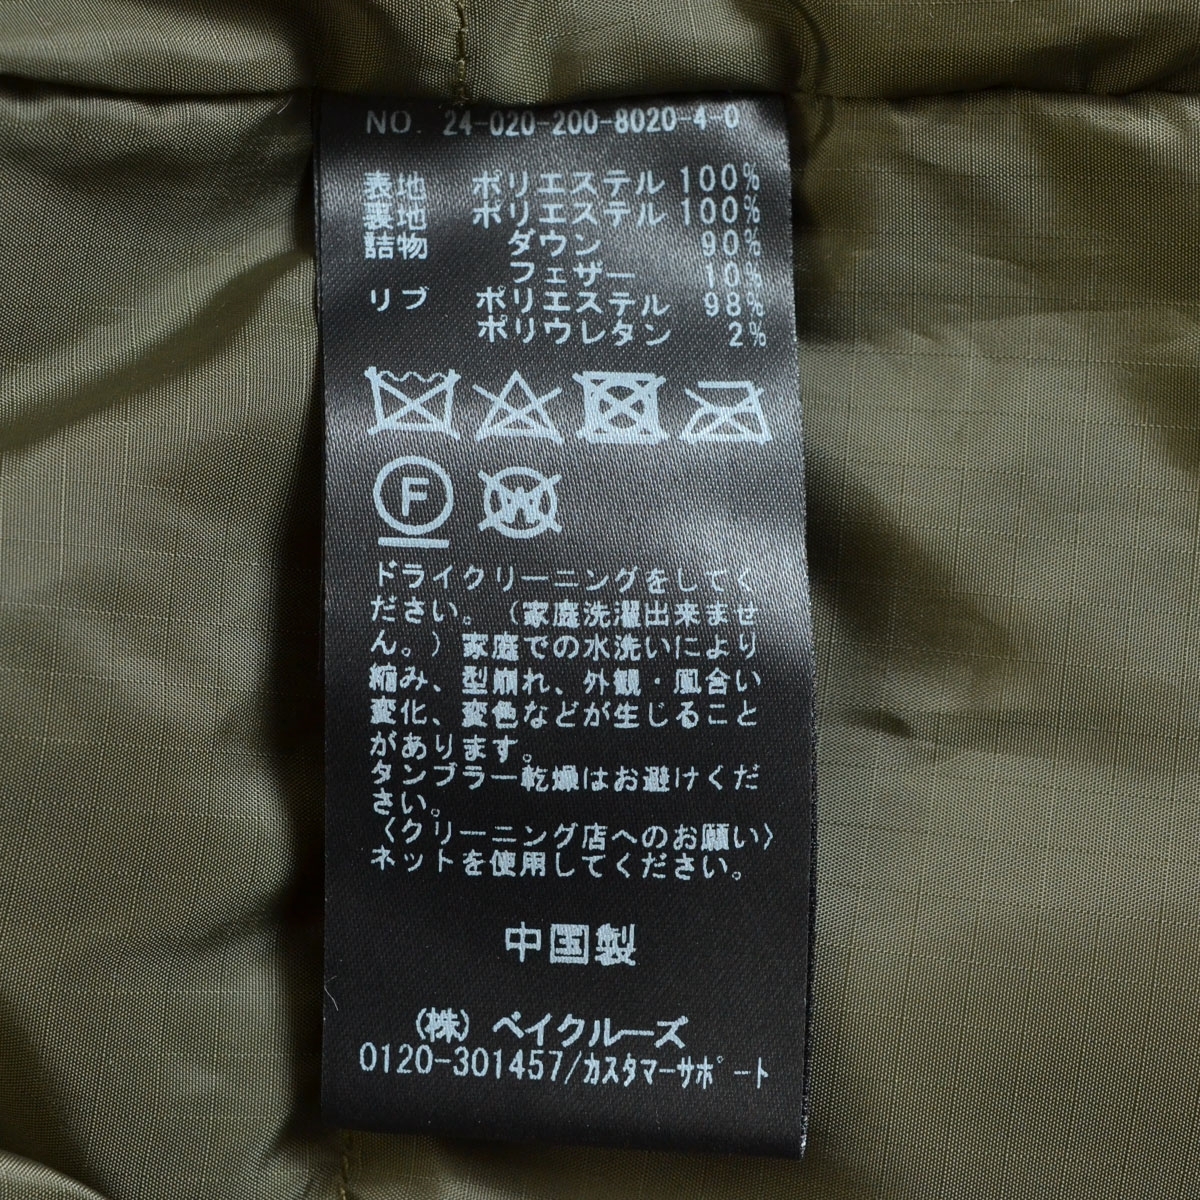 NO. 24-020-200-8020-4-0
表地 ポリエステル 100%
裏地 ポリエステル 100%
詰物 ダウン 90%
フェザー 10%
リブ ポリエステル 98%
ポリウレタン 2%
F
W
ドライクリーニングをしてく
ださい。(家庭洗濯出来ませ
ん。)家庭での水洗いにより
縮み、型崩れ、外観・風合い
変化、変色などが生じること
があります。
タンブラー乾燥はお避けくだ
さい。
〈クリーニング店へのお願い〉
ネットを使用してください。
中国製
(株) ベイクルーズ
0120-301457/カスタマーサポート